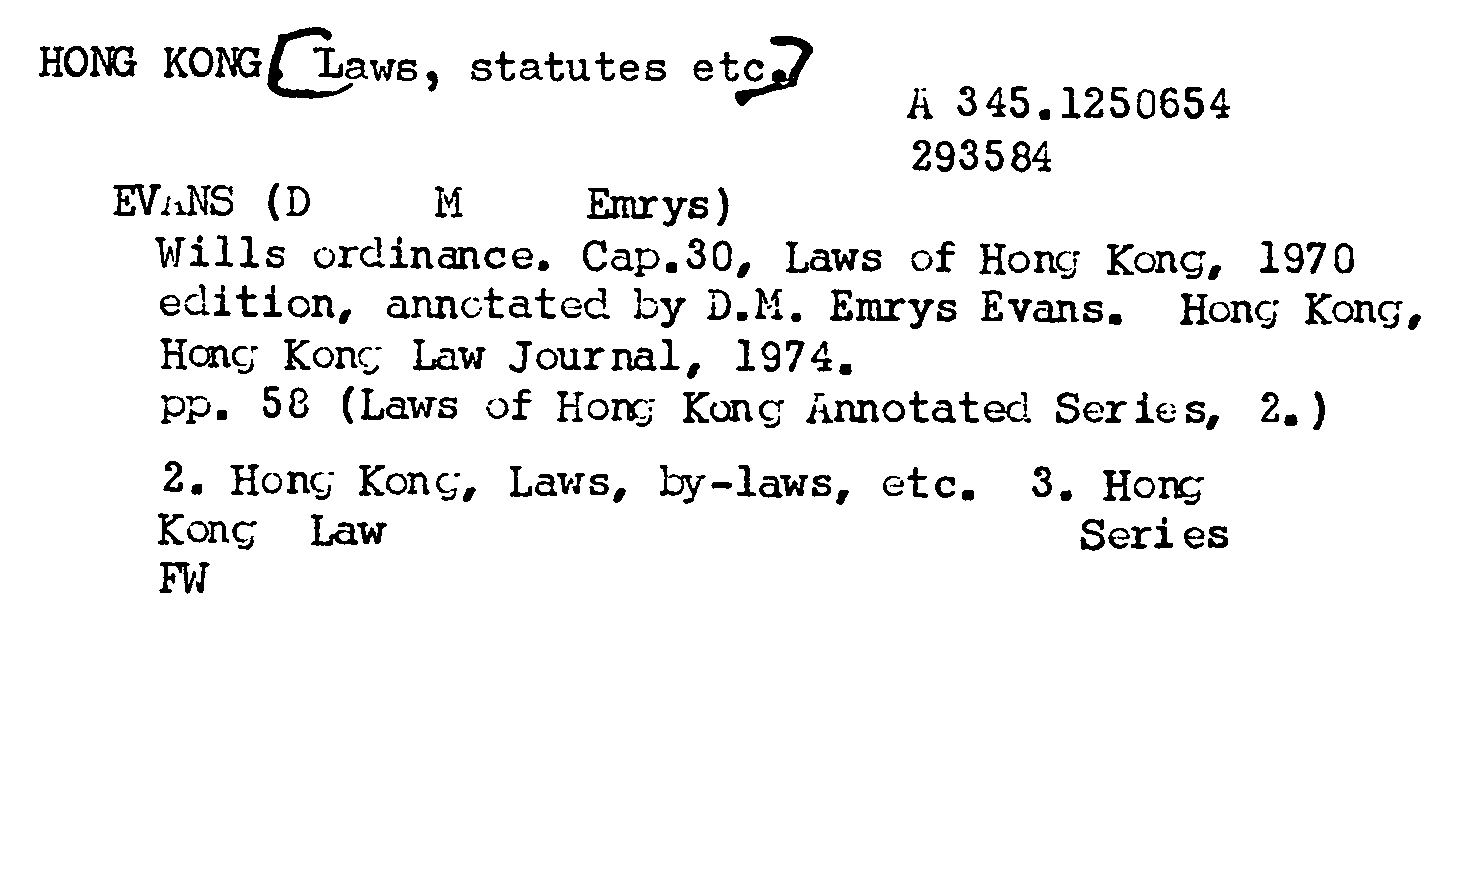 HONG KONG [Laws, statutes etc.]
A 345.1250654
293584
EVANS (D M Emrys)
Wills ordinance. Cap.30, Laws of Hong Kong, 1970
edition, annotated by D.M. Emrys Evans. Hong Kong,
Hong Kong Law Journal, 1974.
pp. 58 (Laws of Hong Kong Annotated Series, 2.)
2. Hong Kong, Laws, by-laws, etc. 3. Hong
Kong Law Series
FW